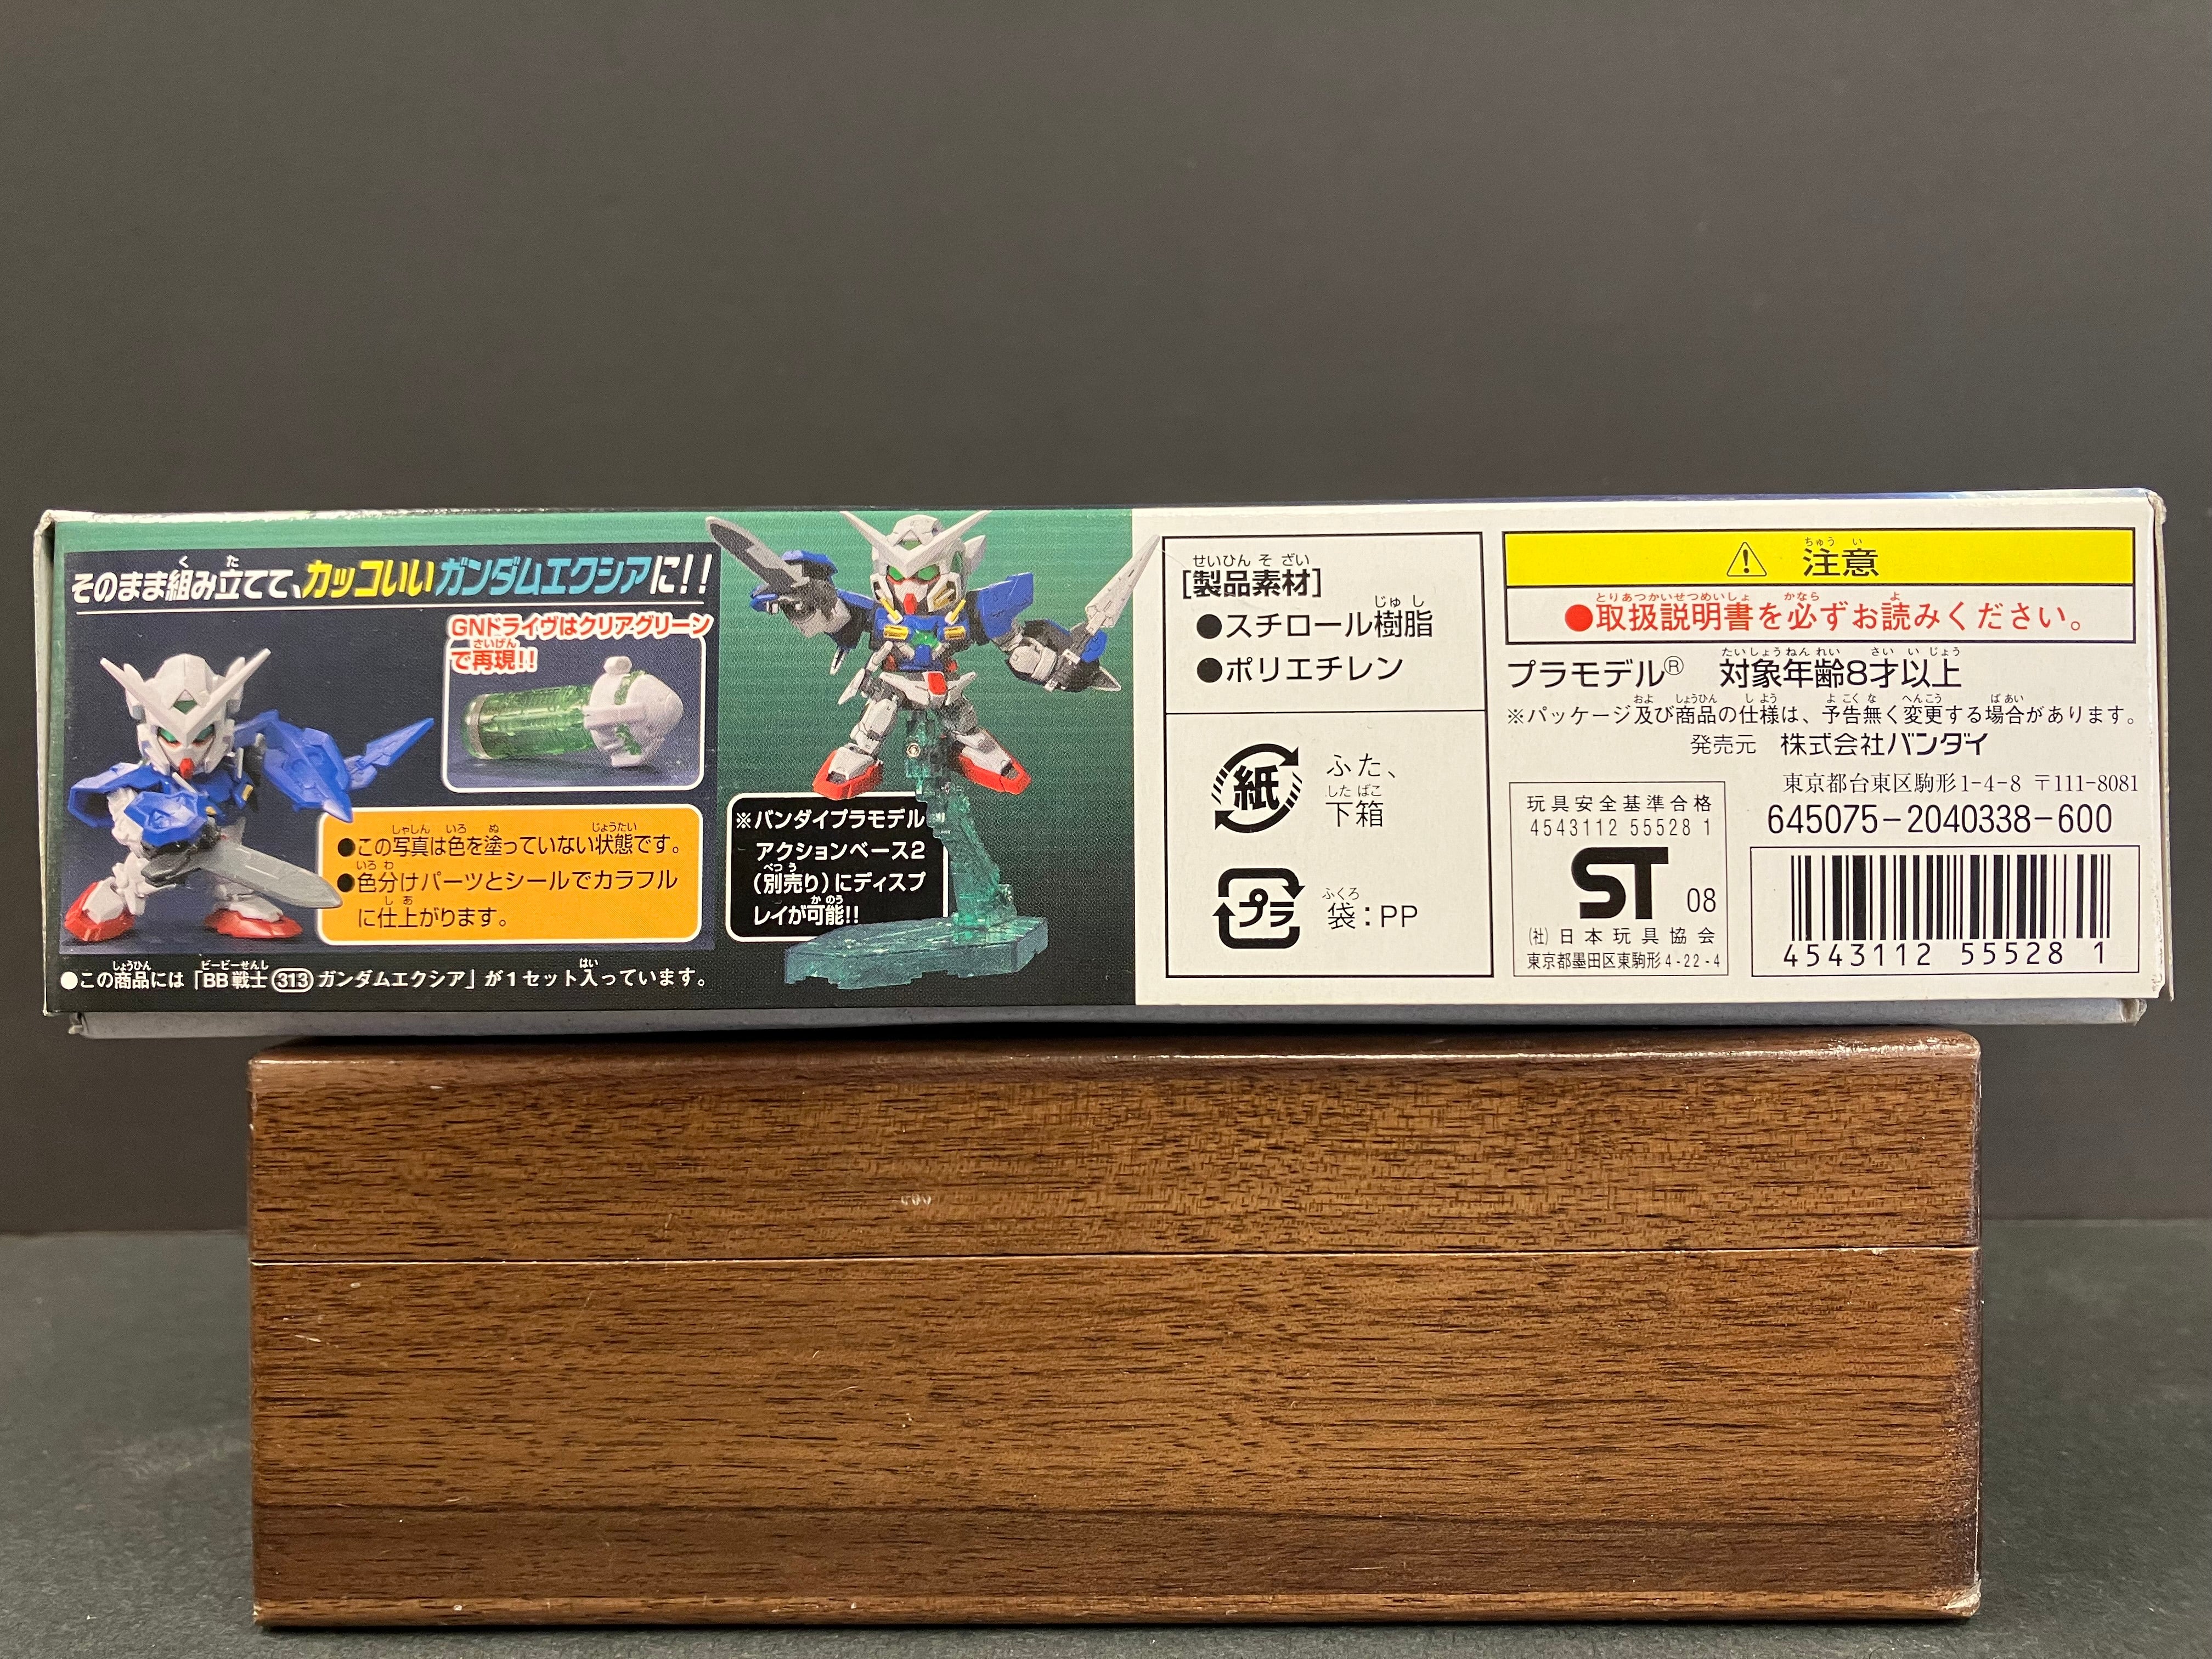 そのまま組み立てて、カッコいいガンダムエクシアに!!
GNドライヴはクリアグリーン
で再現!!
●この写真は色を塗っていない状態です。
●色分けパーツとシールでカラフル
に仕上がります。
●この商品には「BB戦士313ガンダムエクシア」が1セット入っています。
※バンダイプラモデル
アクションベース2
(別売り)にディスプ
レイが可能!!
[製品素材]
●スチロール樹脂
●ポリエチレン
紙
ふた、
下箱
プラ
袋:PP
注意
●取扱説明書を必ずお読みください。
プラモデル® 対象年齢8才以上
※パッケージ及び商品の仕様は、予告無く変更する場合があります。
発売元 株式会社バンダイ
東京都台東区駒形1-4-8 〒111-8081
645075-2040338-600
玩具安全基準合格
4543112 55528 1
ST 08
(社)日本玩具協会
東京都墨田区東駒形4-22-4
4543112 55528 1